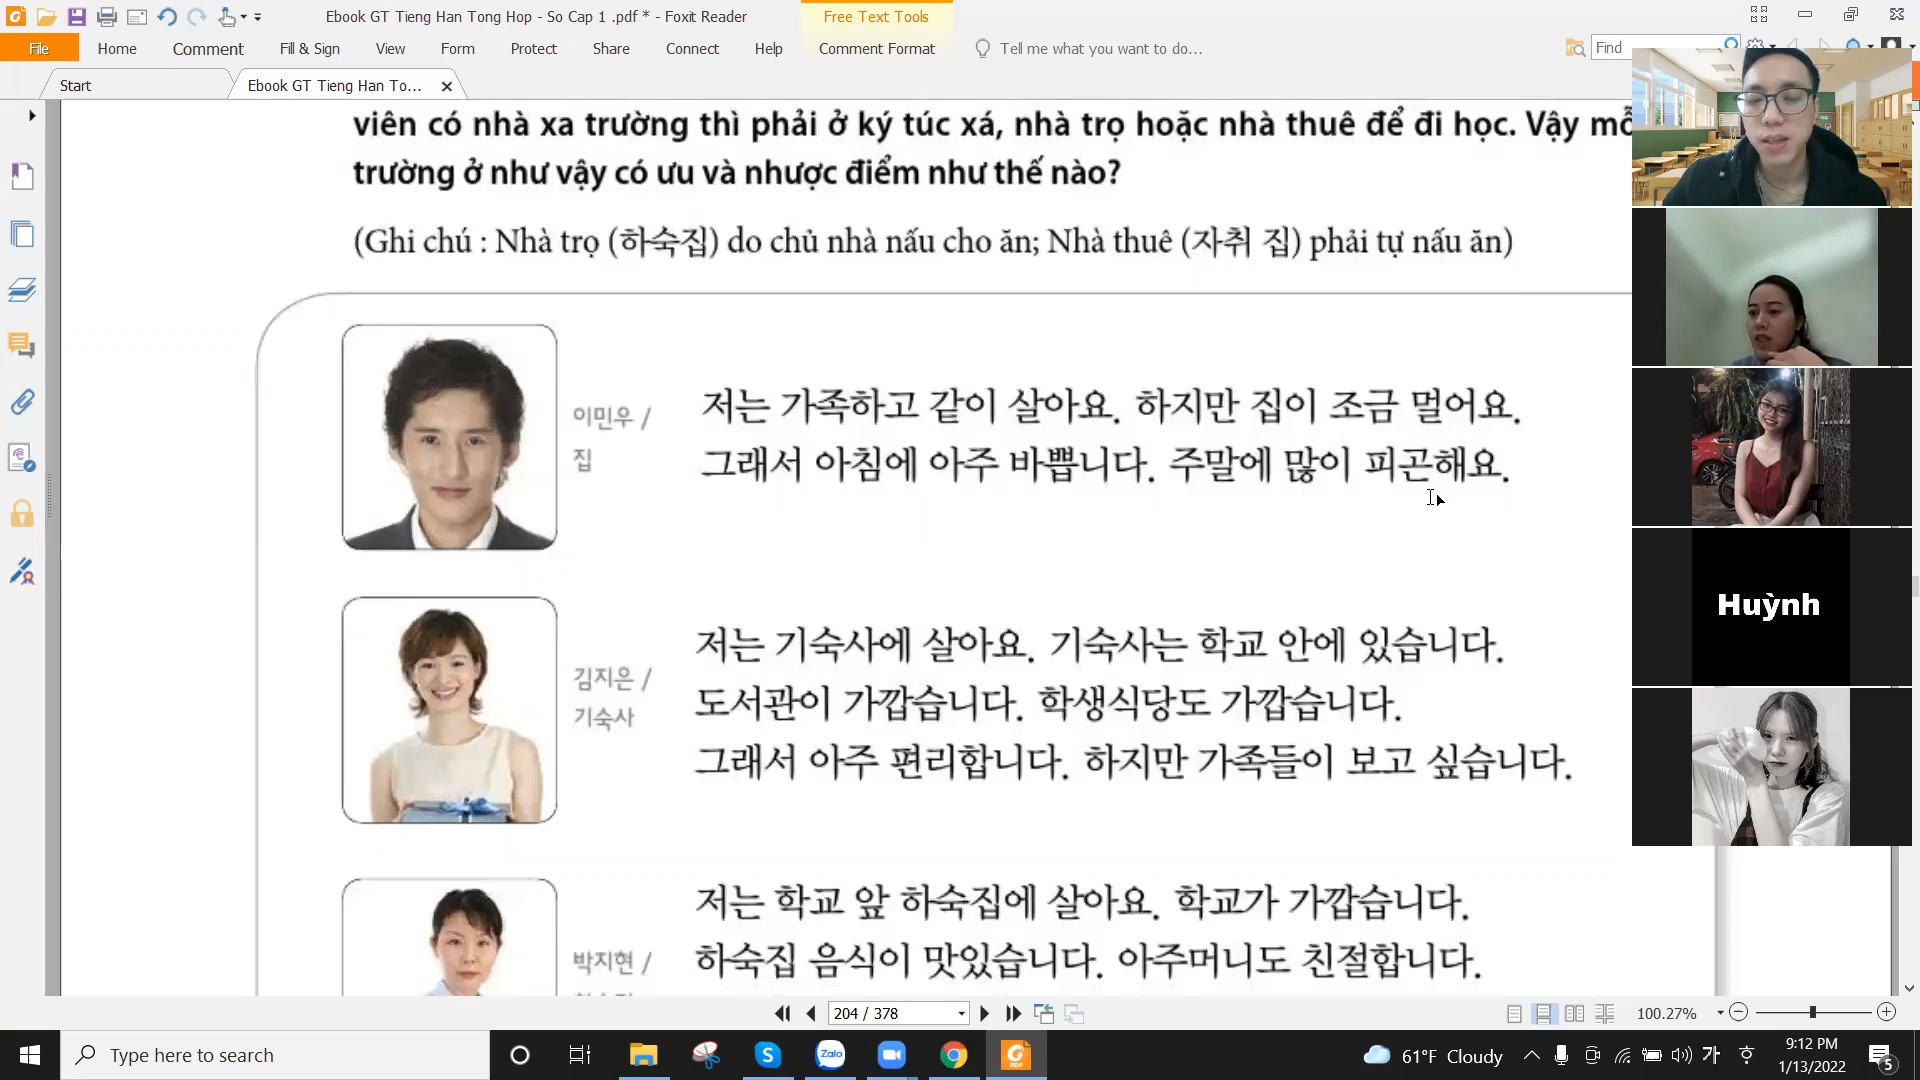 Ebook GT Tieng Han Tong Hop - So Cap 1 .pdf * - Foxit Reader
Free Text Tools
File
Home
Comment
Fill & Sign
View
Form
Protect
Share
Connect
Help
Comment Format
Tell me what you want to do...
Find
Start
Ebook GT Tieng Han To...
viên có nhà xa trường thì phải ở ký túc xá, nhà trọ hoặc nhà thuê để đi học. Vậy mỗ
trường ở như vậy có ưu và nhược điểm như thế nào?
(Ghi chú : Nhà trọ (하숙집) do chủ nhà nấu cho ăn; Nhà thuê (자취 집) phải tự nấu ăn)
이민우 /
집
저는 가족하고 같이 살아요. 하지만 집이 조금 멀어요.
그래서 아침에 아주 바쁩니다. 주말에 많이 피곤해요.
김지은 /
기숙사
저는 기숙사에 살아요. 기숙사는 학교 안에 있습니다.
도서관이 가깝습니다. 학생식당도 가깝습니다.
그래서 아주 편리합니다. 하지만 가족들이 보고 싶습니다.
박지현 /
저는 학교 앞 하숙집에 살아요. 학교가 가깝습니다.
하숙집 음식이 맛있습니다. 아주머니도 친절합니다.
Huỳnh
204 / 378
100.27%
Type here to search
Zalo
PDF
61°F Cloudy
가
9:12 PM
1/13/2022
5